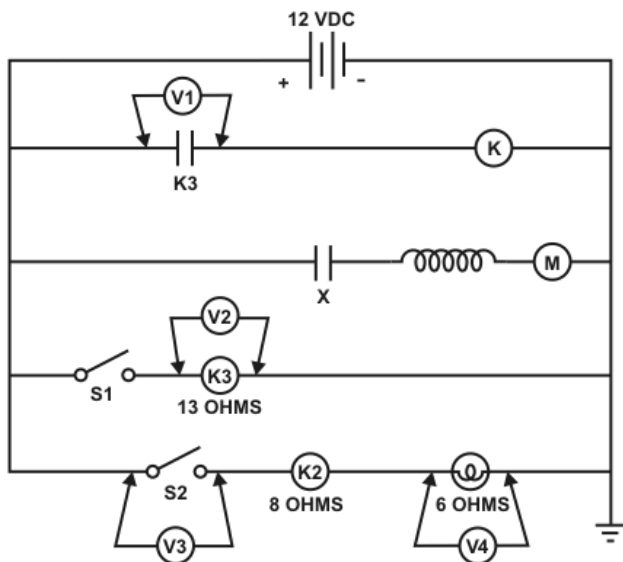 12 VDC
+ -
V1
K3
K
X
M
V2
S1
K3
13 OHMS
S2
K2
8 OHMS
6 OHMS
V3
V4